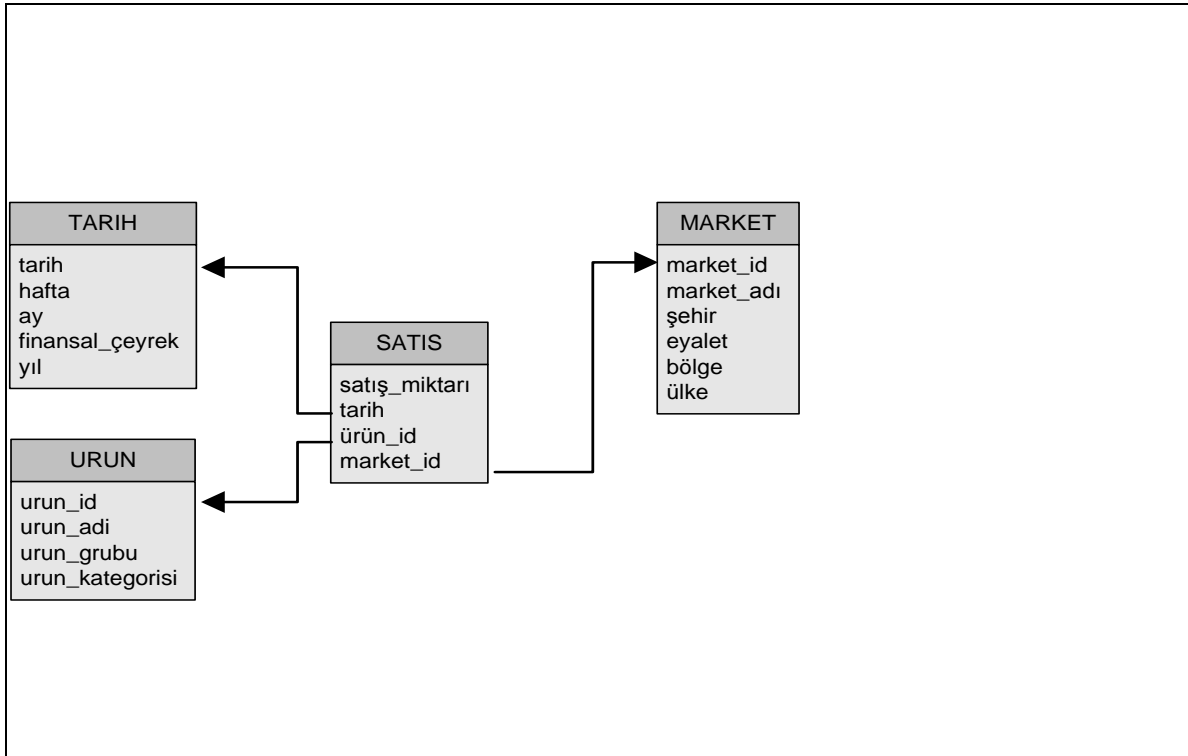 TARIH
tarih
hafta
ay
finansal_çeyrek
yıl
URUN
urun_id
urun_adi
urun_grubu
urun_kategorisi
SATIS
satış_miktarı
tarih
ürün_id
market_id
MARKET
market_id
market_adı
şehir
eyalet
bölge
ülke